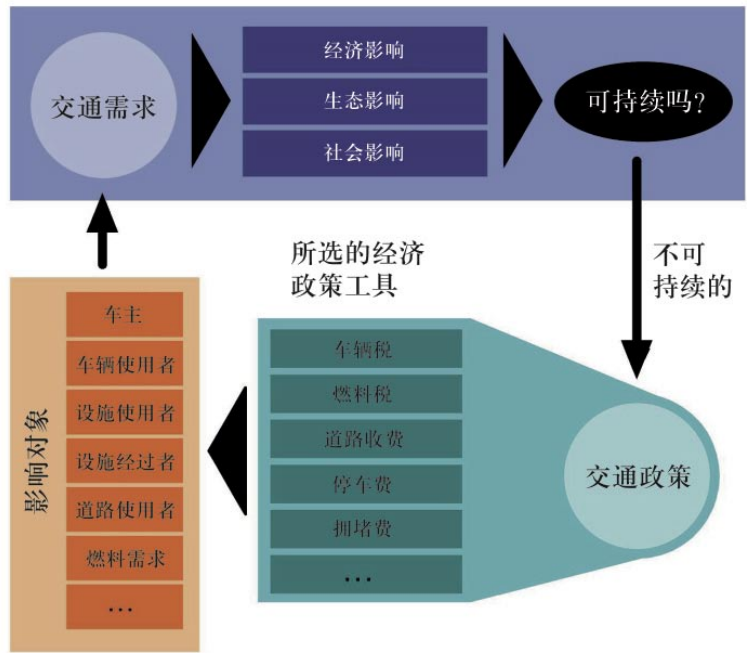 交通需求
经济影响
生态影响
社会影响
可持续吗?
不可
持续的
所选的经济
政策工具
车辆税
燃料税
道路收费
停车费
拥堵费
...
交通政策
影响对象
车主
车辆使用者
设施使用者
设施经过者
道路使用者
燃料需求
...